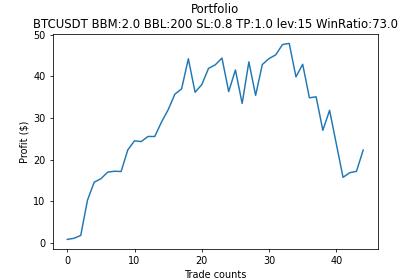 Portfolio
BTCUSDT BBM:2.0 BBL:200 SL:0.8 TP:1.0 lev:15 WinRatio:73.0
50
40
30
20
10
0
Profit ($)
0 10 20 30 40
Trade counts